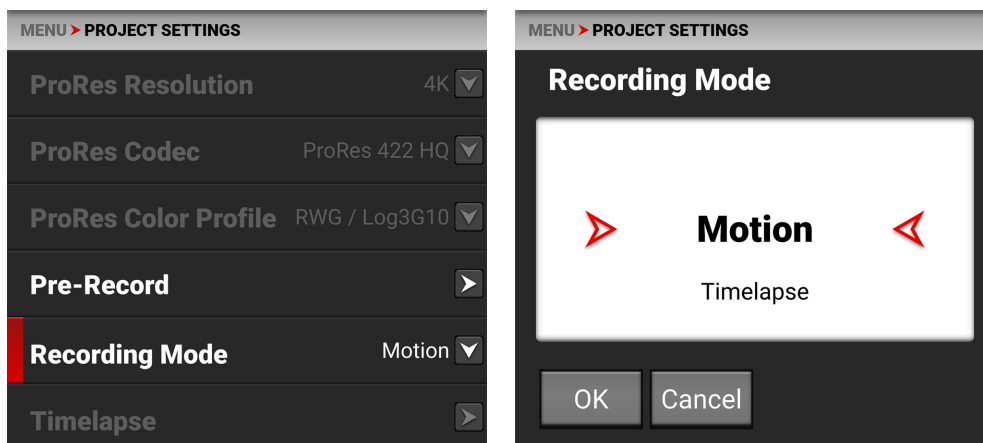 MENU ➤ PROJECT SETTINGS
ProRes Resolution 4K
ProRes Codec ProRes 422 HQ
ProRes Color Profile RWG / Log3G10
Pre-Record
Recording Mode Motion
Timelapse
MENU ➤ PROJECT SETTINGS
Recording Mode
Motion
Timelapse
OK Cancel